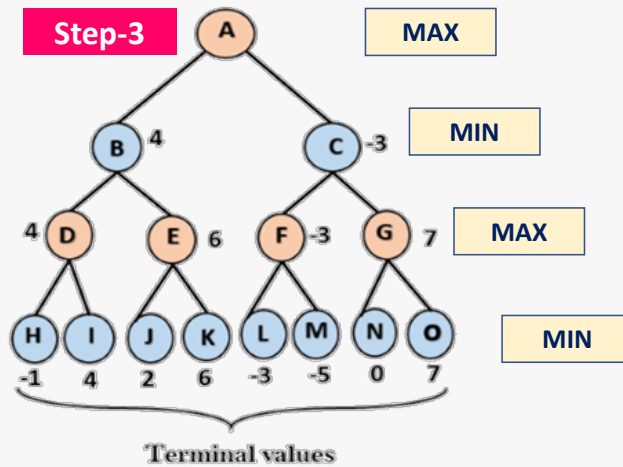 Step-3 A MAX
B 4 C -3 MIN
4 D E 6 F -3 G 7 MAX
H I J K L M N O MIN
-1 4 2 6 -3 -5 0 7
Terminal values